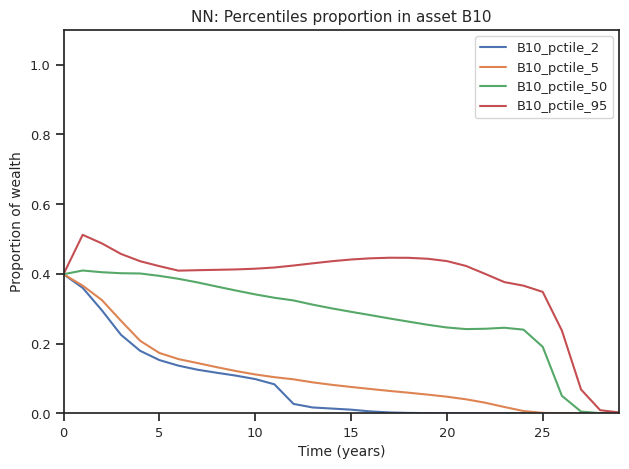 NN: Percentiles proportion in asset B10
B10_pctile_2
B10_pctile_5
B10_pctile_50
B10_pctile_95
Proportion of wealth
1.0
0.8
0.6
0.4
0.2
0.0
0 5 10 15 20 25
Time (years)